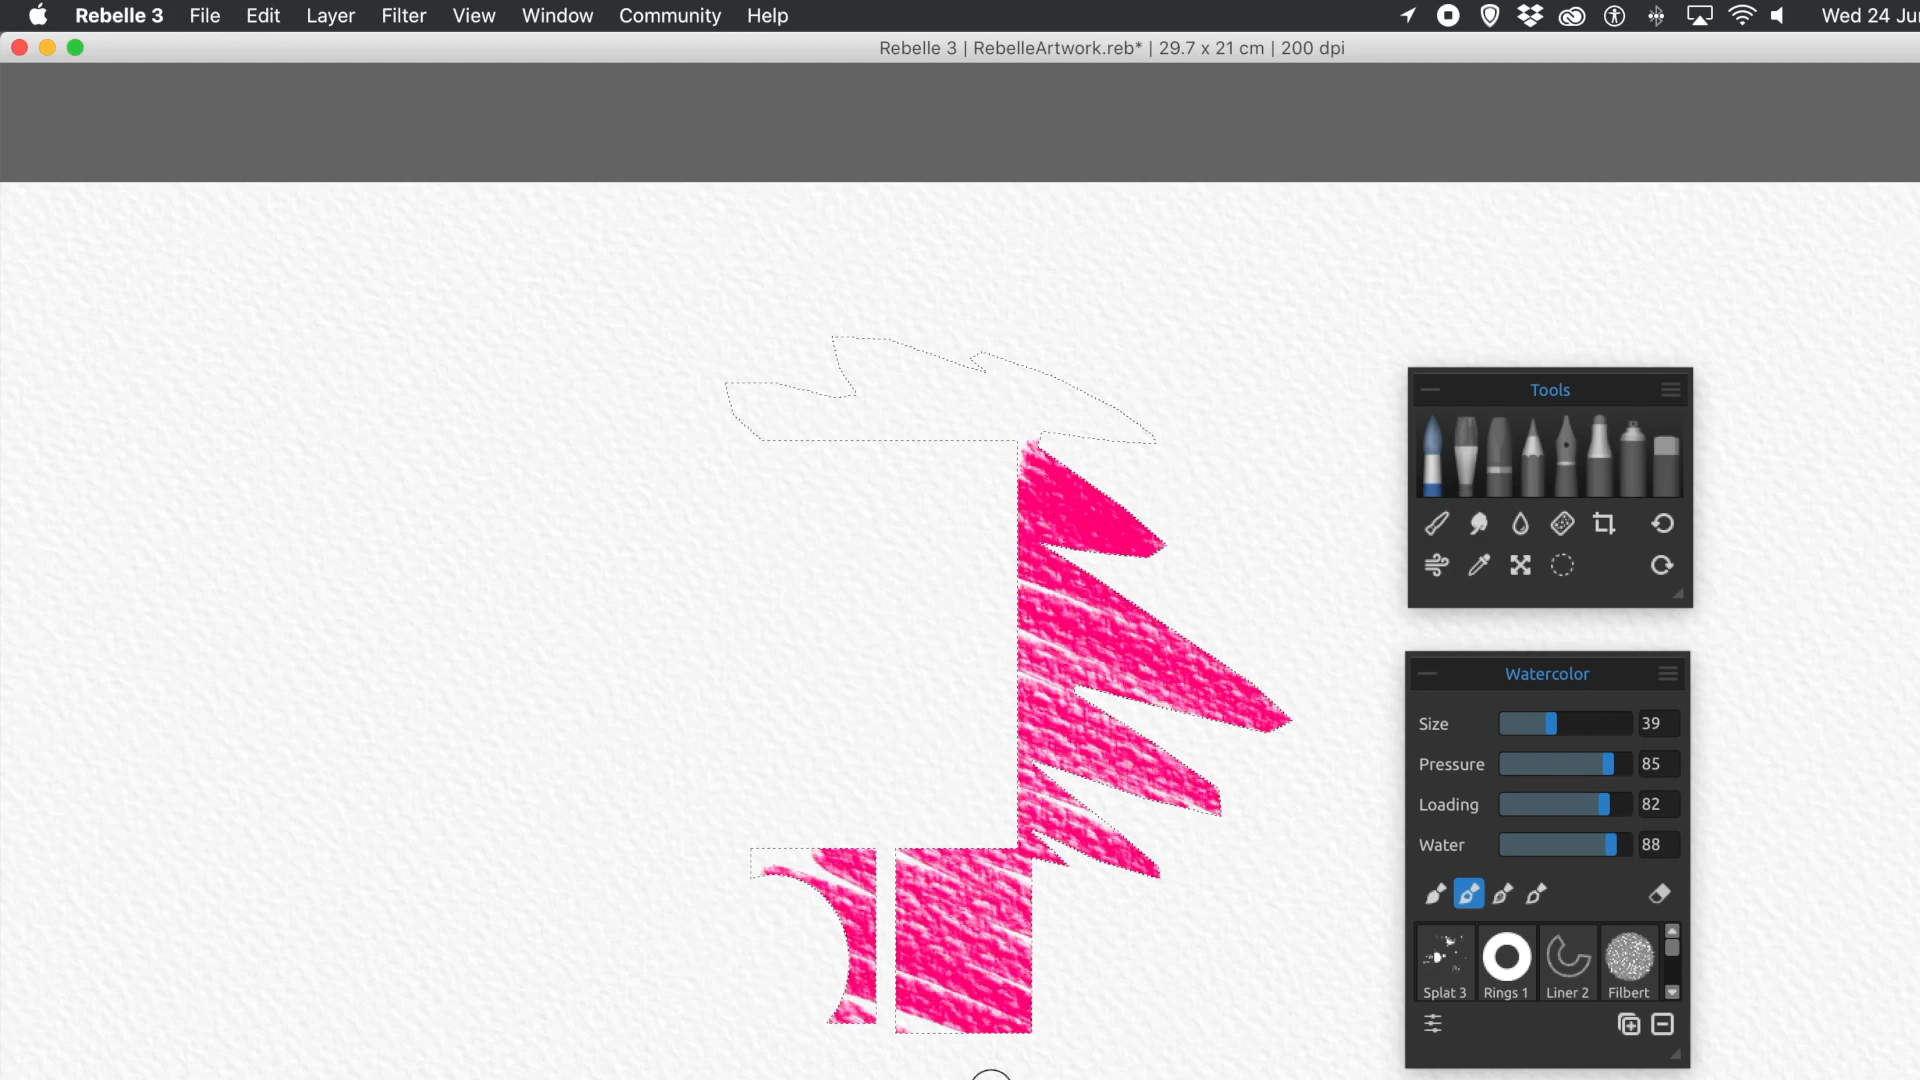 Rebelle 3 File Edit Layer Filter View Window Community Help Wed 24 Jun
Rebelle 3 | RebelleArtwork.reb* | 29.7 x 21 cm | 200 dpi
Tools
Watercolor
Size 39
Pressure 85
Loading 82
Water 88
Splat 3 Rings 1 Liner 2 Filbert